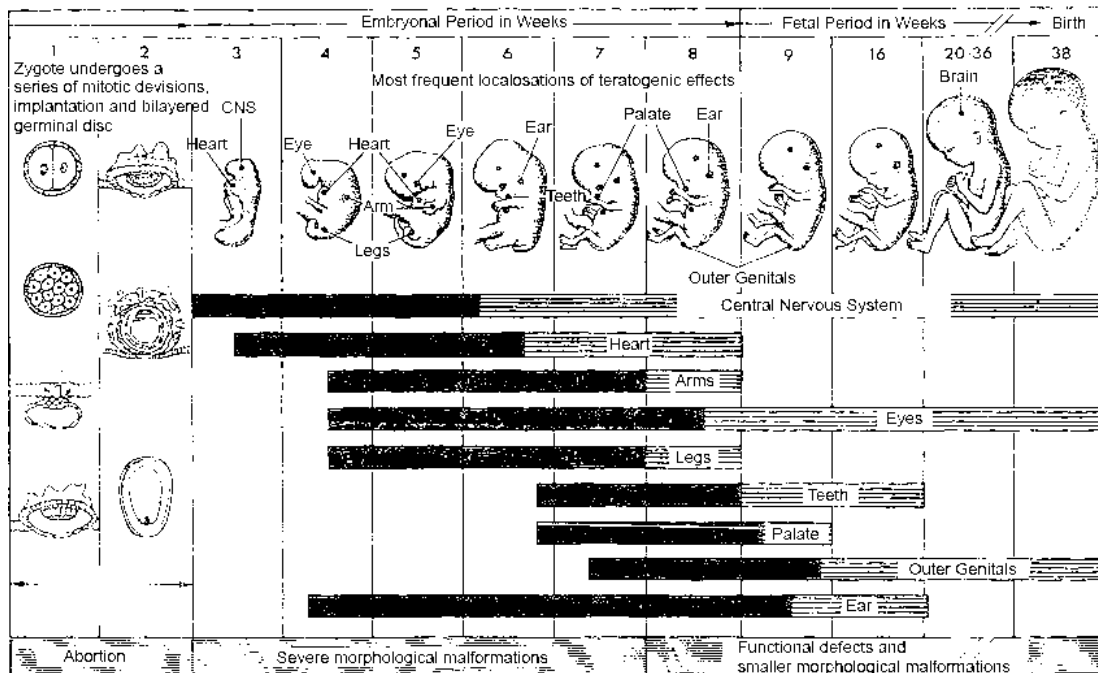 Embryonal Period in Weeks
Fetal Period in Weeks
Birth
1
2
3
4
5
6
7
8
9
16
20-36
38
Zygote undergoes a
series of mitotic devisions,
implantation and bilayered
germinal disc
Most frequent localosations of teratogenic effects
CNS
Heart
Eye
Heart
Eye
Arm
Legs
Ear
Teeth
Palate
Ear
Brain
Outer Genitals
Central Nervous System
Heart
Arms
Eyes
Legs
Teeth
Palate
Outer Genitals
Ear
Abortion
Severe morphological malformations
Functional defects and
smaller morphological malformations